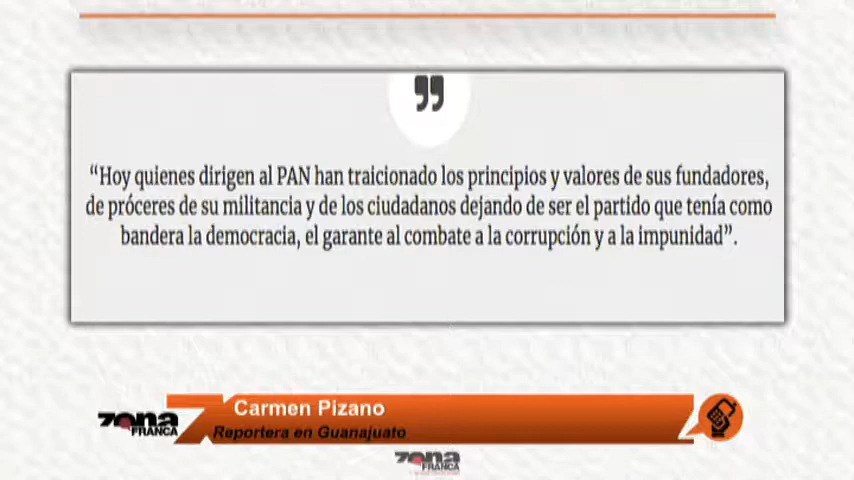 ”
“Hoy quienes dirigen al PAN han traicionado los principios y valores de sus fundadores,
de próceres de su militancia y de los ciudadanos dejando de ser el partido que tenía como
bandera la democracia, el garante al combate a la corrupción y a la impunidad”.
Carmen Pizano
zona
FRANCA
Reportera en Guanajuato
zona
FRANCA